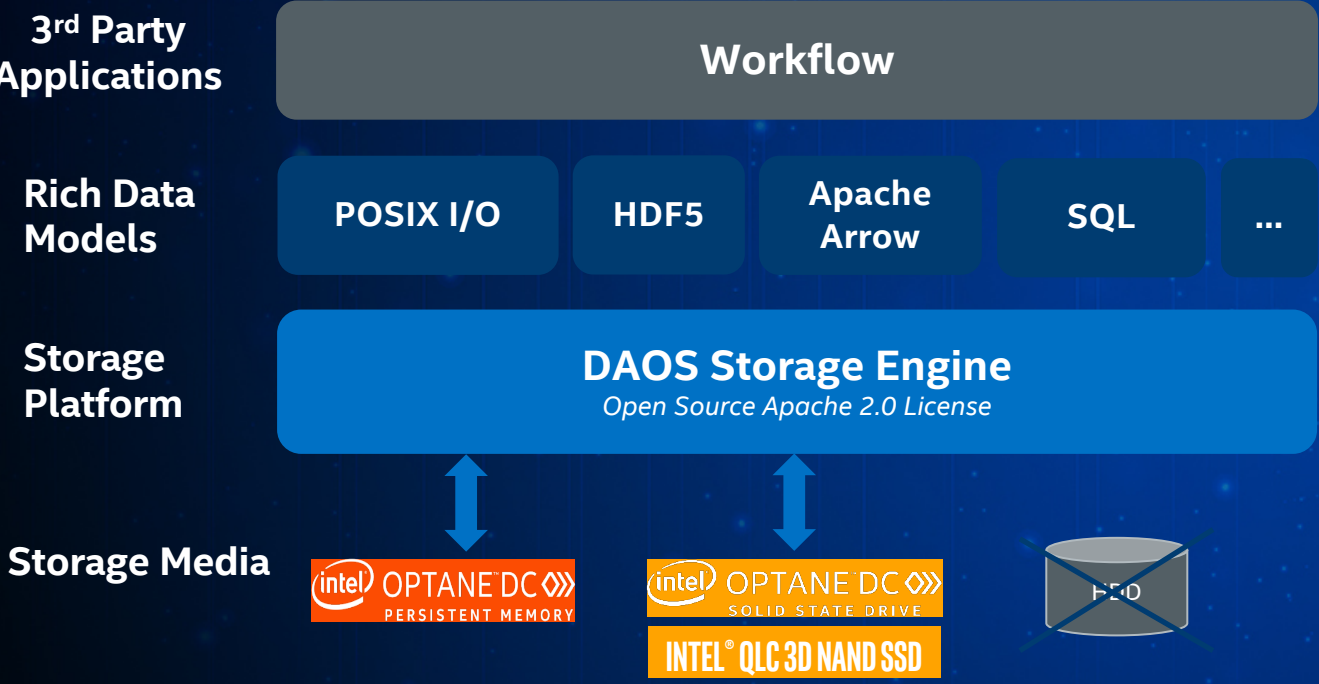 3rd Party
Applications
Workflow
Rich Data
Models
POSIX I/O
HDF5
Apache
Arrow
SQL
...
Storage
Platform
DAOS Storage Engine
Open Source Apache 2.0 License
Storage Media
intel OPTANE™ DC
PERSISTENT MEMORY
intel OPTANE DC
SOLID STATE DRIVE
INTEL® QLC 3D NAND SSD
HDD